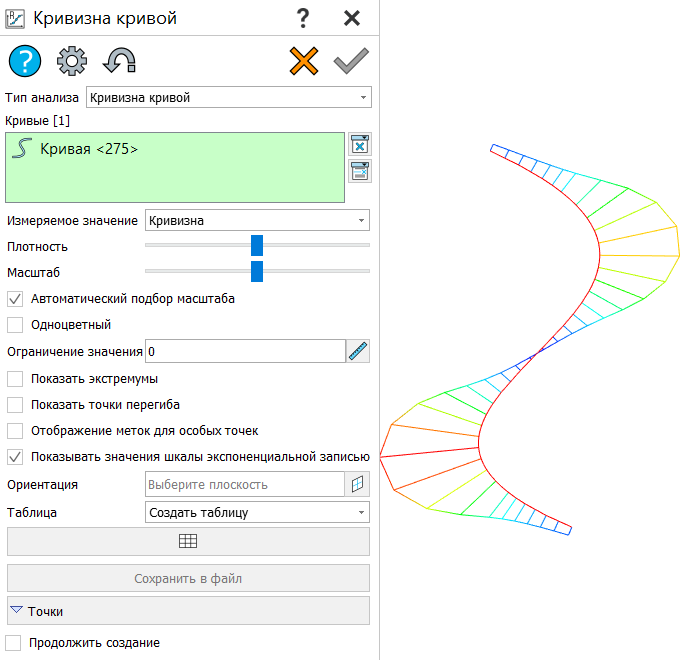 Кривизна кривой
?
?
Тип анализа Кривизна кривой
Кривые [1]
Кривая <275>
Измеряемое значение Кривизна
Плотность
Масштаб
Автоматический подбор масштаба
Одноцветный
Ограничение значения 0
Показать экстремумы
Показать точки перегиба
Отображение меток для особых точек
Показывать значения шкалы экспоненциальной записью
Ориентация Выберите плоскость
Таблица Создать таблицу
Сохранить в файл
Точки
Продолжить создание